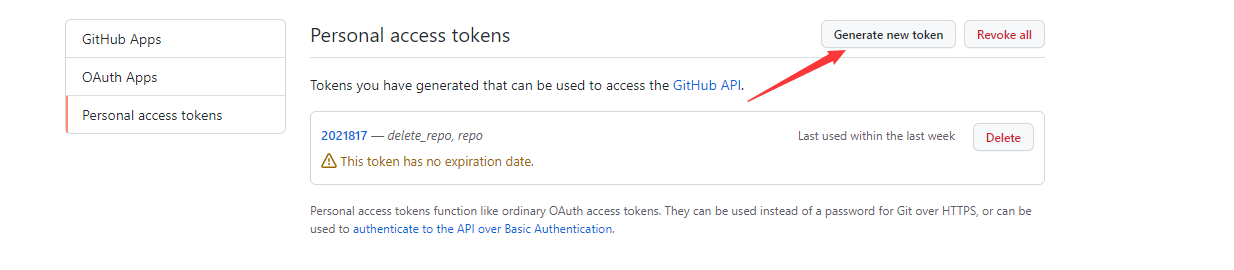 GitHub Apps
OAuth Apps
Personal access tokens
Personal access tokens
Generate new token
Revoke all
Tokens you have generated that can be used to access the GitHub API.
2021817 — delete_repo, repo
Last used within the last week
Delete
This token has no expiration date.
Personal access tokens function like ordinary OAuth access tokens. They can be used instead of a password for Git over HTTPS, or can be
used to authenticate to the API over Basic Authentication.